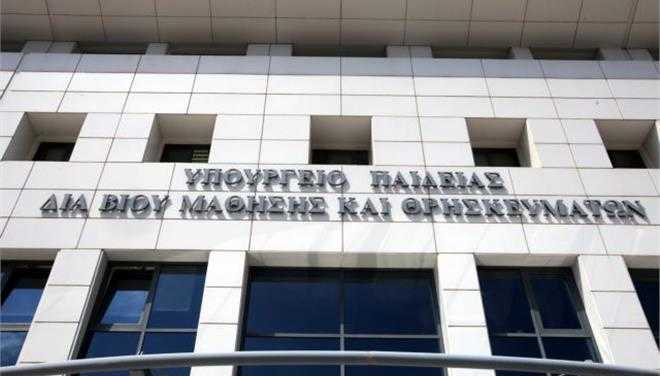 ΥΠΟΥΡΓΕΙΟ ΠΑΙΔΕΙΑΣ
ΔΙΑ ΒΙΟΥ ΜΑΘΗΣΗΣ ΚΑΙ ΘΡΗΣΚΕΥΜΑΤΩΝ